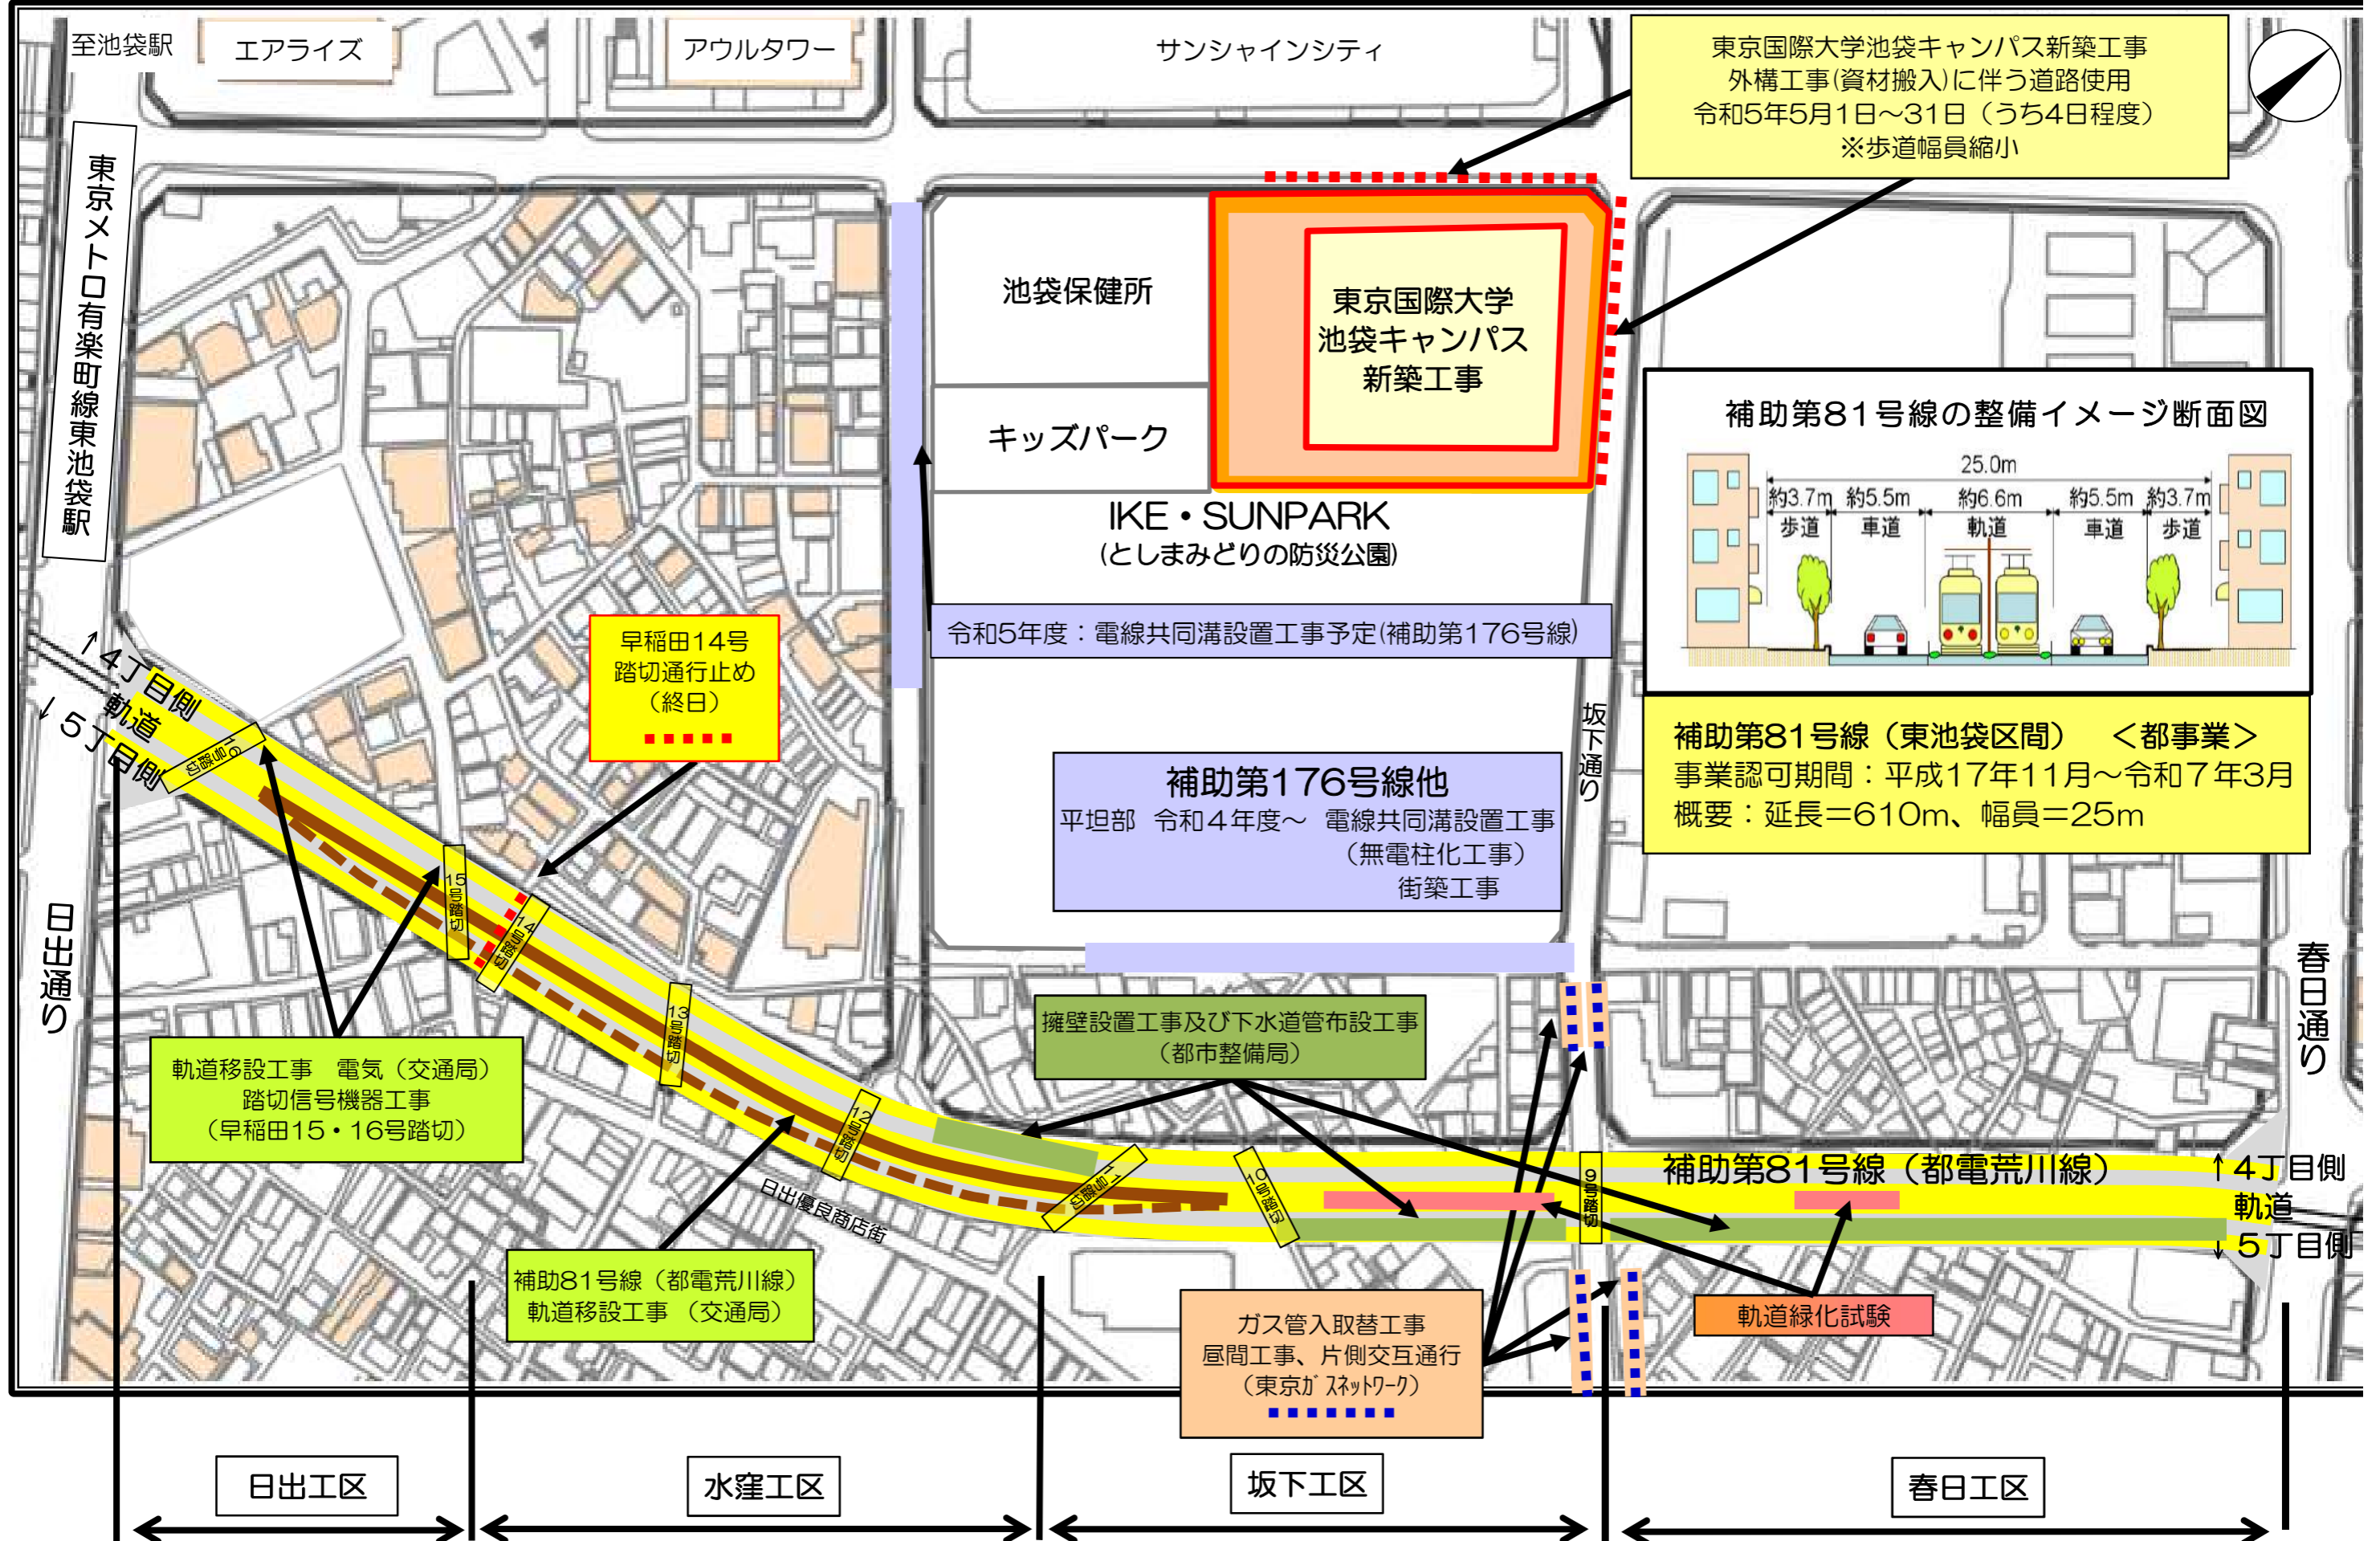 至池袋駅
エアライズ
アウルタワー
サンシャインシティ
東京国際大学池袋キャンパス新築工事
外構工事(資材搬入)に伴う道路使用
令和5年5月1日～31日（うち4日程度）
※歩道幅員縮小
東京メトロ有楽町線東池袋駅
池袋保健所
東京国際大学
池袋キャンパス
新築工事
キッズパーク
IKE・SUNPARK
(としまみどりの防災公園)
補助第81号線の整備イメージ断面図
25.0m
約3.7m 約5.5m 約6.6m 約5.5m 約3.7m
歩道 車道 軌道 車道 歩道
令和5年度：電線共同溝設置工事予定(補助第176号線)
早稲田14号
踏切通行止め
（終日）
↑4丁目側
軌道
↓5丁目側
16号踏切
坂下通り
補助第81号線（東池袋区間）　＜都事業＞
事業認可期間：平成17年11月～令和7年3月
概要：延長＝610m、幅員＝25m
補助第176号線他
平坦部 令和4年度～ 電線共同溝設置工事
（無電柱化工事）
街築工事
15号踏切
14号踏切
日出通り
春日通り
13号踏切
擁壁設置工事及び下水道管布設工事
（都市整備局）
軌道移設工事　電気（交通局）
踏切信号機器工事
（早稲田15・16号踏切）
12号踏切
11号踏切
10号踏切
9号踏切
補助第81号線（都電荒川線）
↑4丁目側
軌道
↓5丁目側
日出優良商店街
補助81号線（都電荒川線）
軌道移設工事 （交通局）
ガス管入取替工事
昼間工事、片側交互通行
（東京ガスネットワーク）
軌道緑化試験
日出工区
水窪工区
坂下工区
春日工区